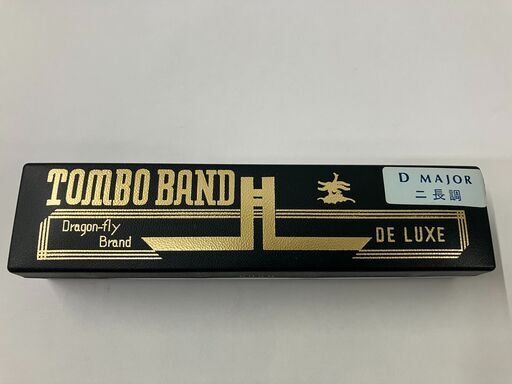 TOMBO BAND
D MAJOR
ニ長調
Dragon-fly
Brand
DE LUXE